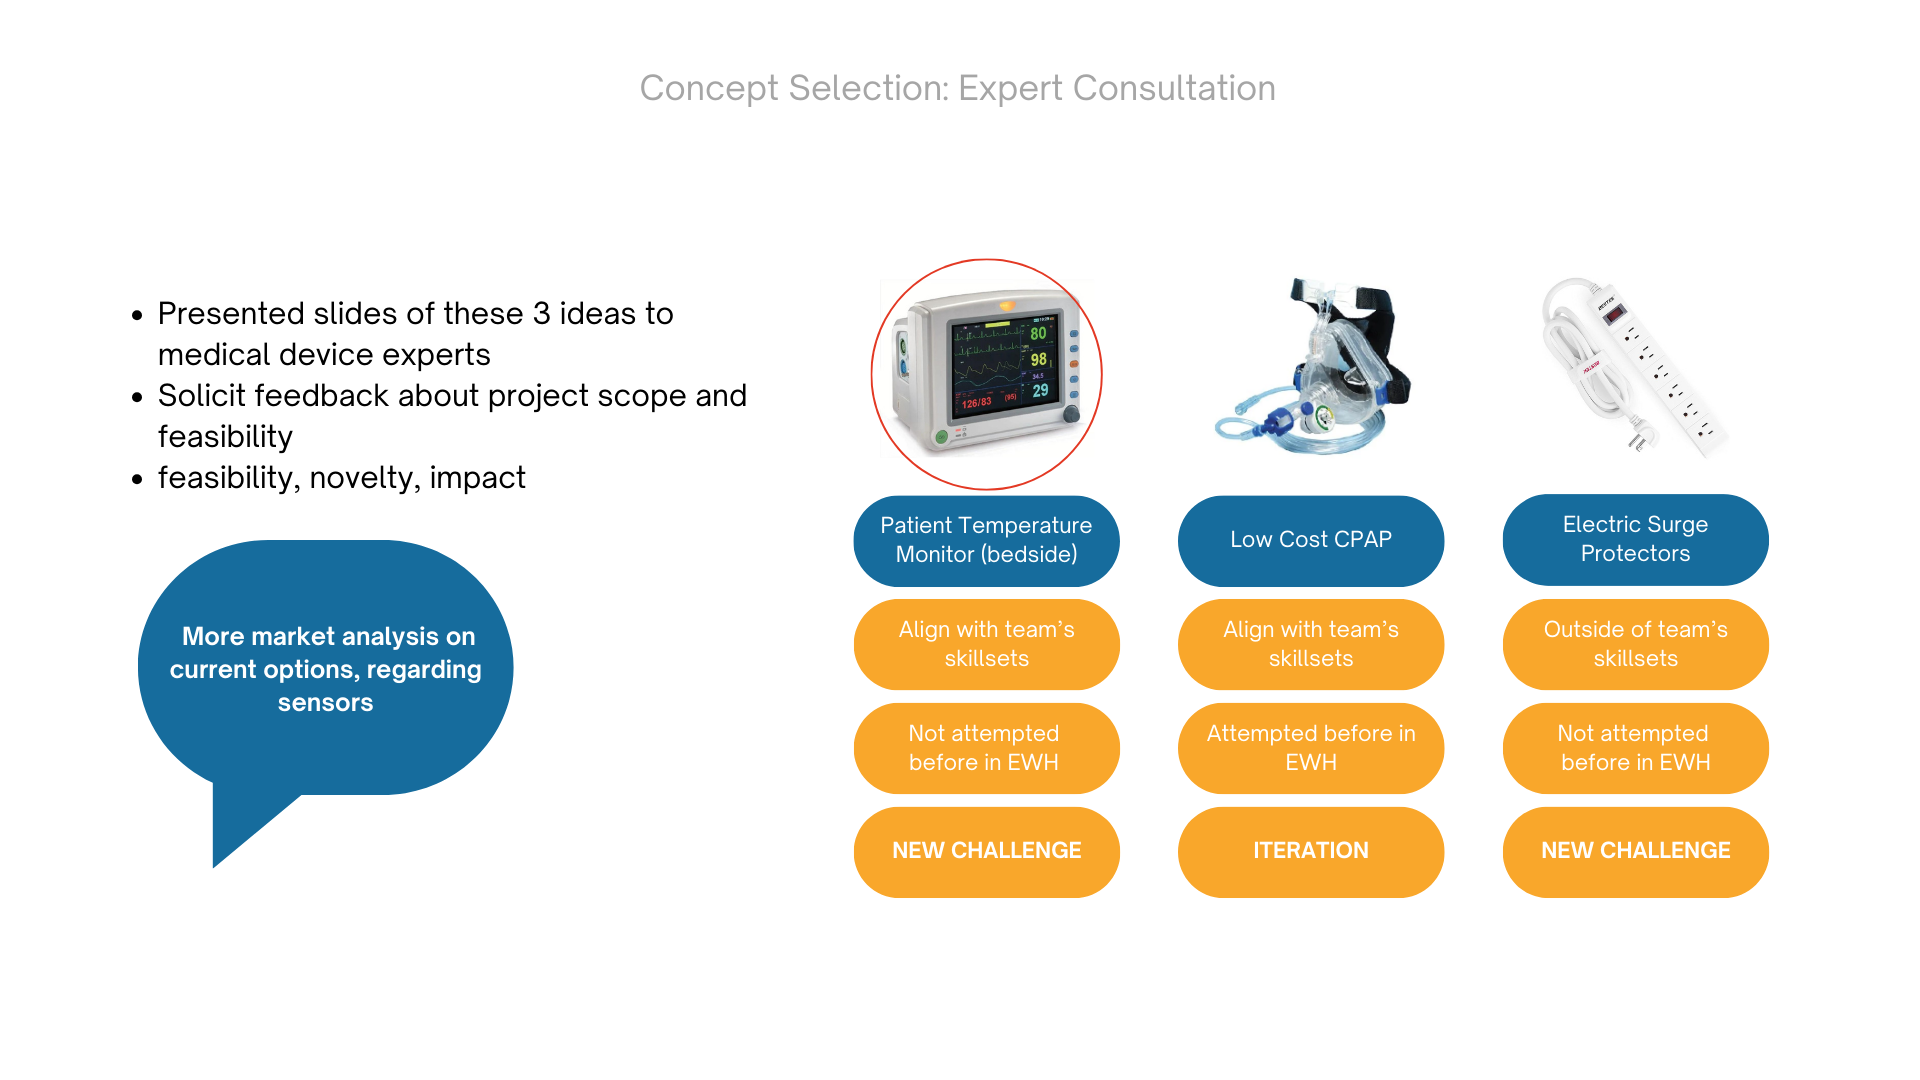 Concept Selection: Expert Consultation
Presented slides of these 3 ideas to
medical device experts
Solicit feedback about project scope and
feasibility
feasibility, novelty, impact
More market analysis on
current options, regarding
sensors
80
98
34.5
29
126/83
(95)
Patient Temperature
Monitor (bedside)
Align with team’s
skillsets
Not attempted
before in EWH
NEW CHALLENGE
Low Cost CPAP
Align with team’s
skillsets
Attempted before in
EWH
ITERATION
Electric Surge
Protectors
Outside of team’s
skillsets
Not attempted
before in EWH
NEW CHALLENGE